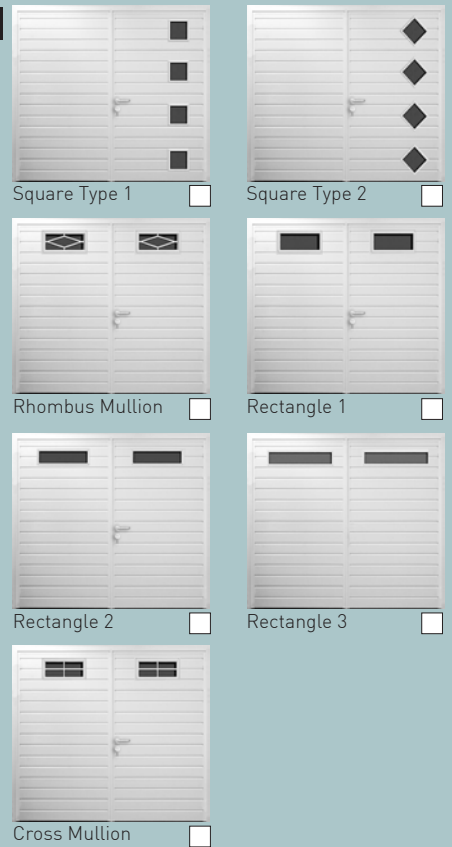 Square Type 1
Square Type 2
Rhombus Mullion
Rectangle 1
Rectangle 2
Rectangle 3
Cross Mullion